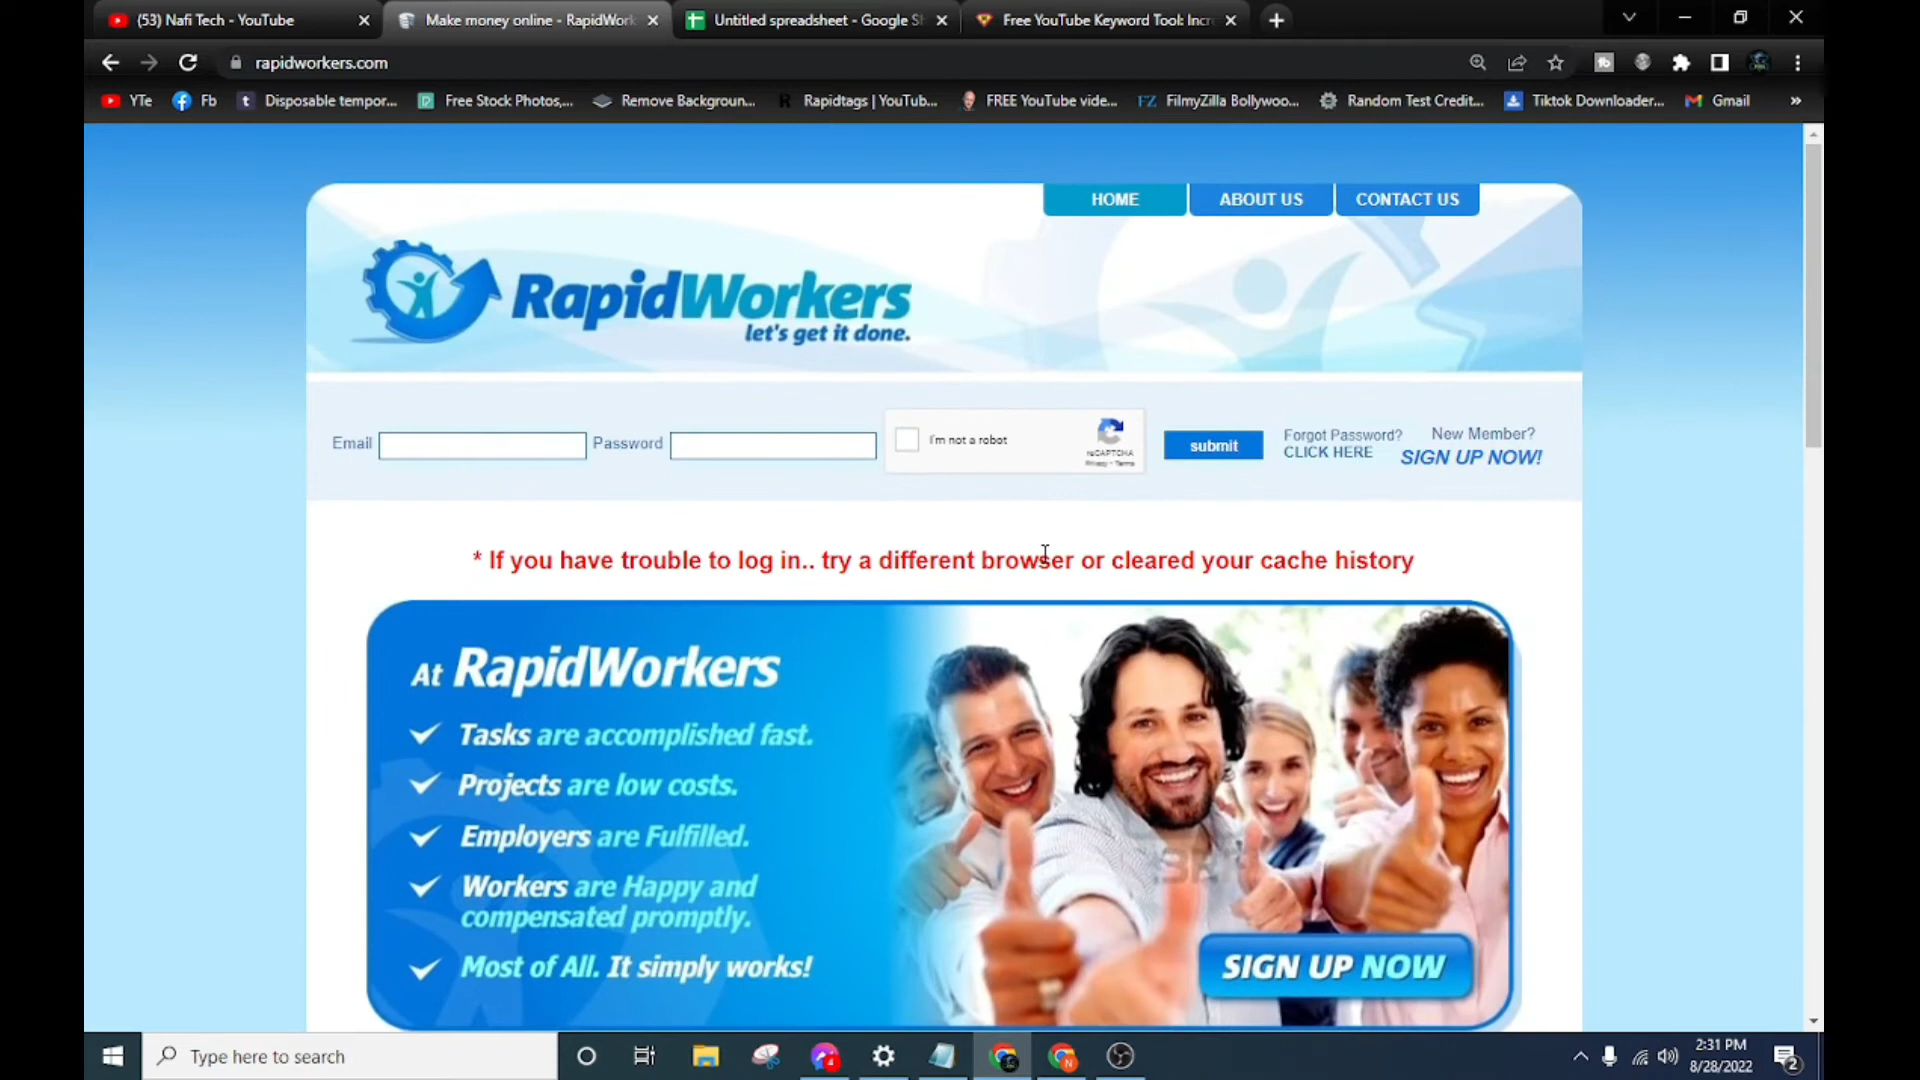 (53) Nafi Tech - YouTube
Make money online - RapidWork
Untitled spreadsheet - Google Sh
Free YouTube Keyword Tool: Incre
rapidworkers.com
YTe
Fb
Disposable tempor...
Free Stock Photos,...
Remove Backgroun...
Rapidtags | YouTub...
FREE YouTube vide...
FilmyZilla Bollywoo...
Random Test Credit...
Tiktok Downloader...
Gmail
HOME
ABOUT US
CONTACT US
RapidWorkers
let's get it done.
Email
Password
I'm not a robot
reCAPTCHA
Privacy - Terms
submit
Forgot Password?
CLICK HERE
New Member?
SIGN UP NOW!
* If you have trouble to log in.. try a different browser or cleared your cache history
At RapidWorkers
Tasks are accomplished fast.
Projects are low costs.
Employers are Fulfilled.
Workers are Happy and
compensated promptly.
Most of All. It simply works!
SIGN UP NOW
Type here to search
2:31 PM
8/28/2022